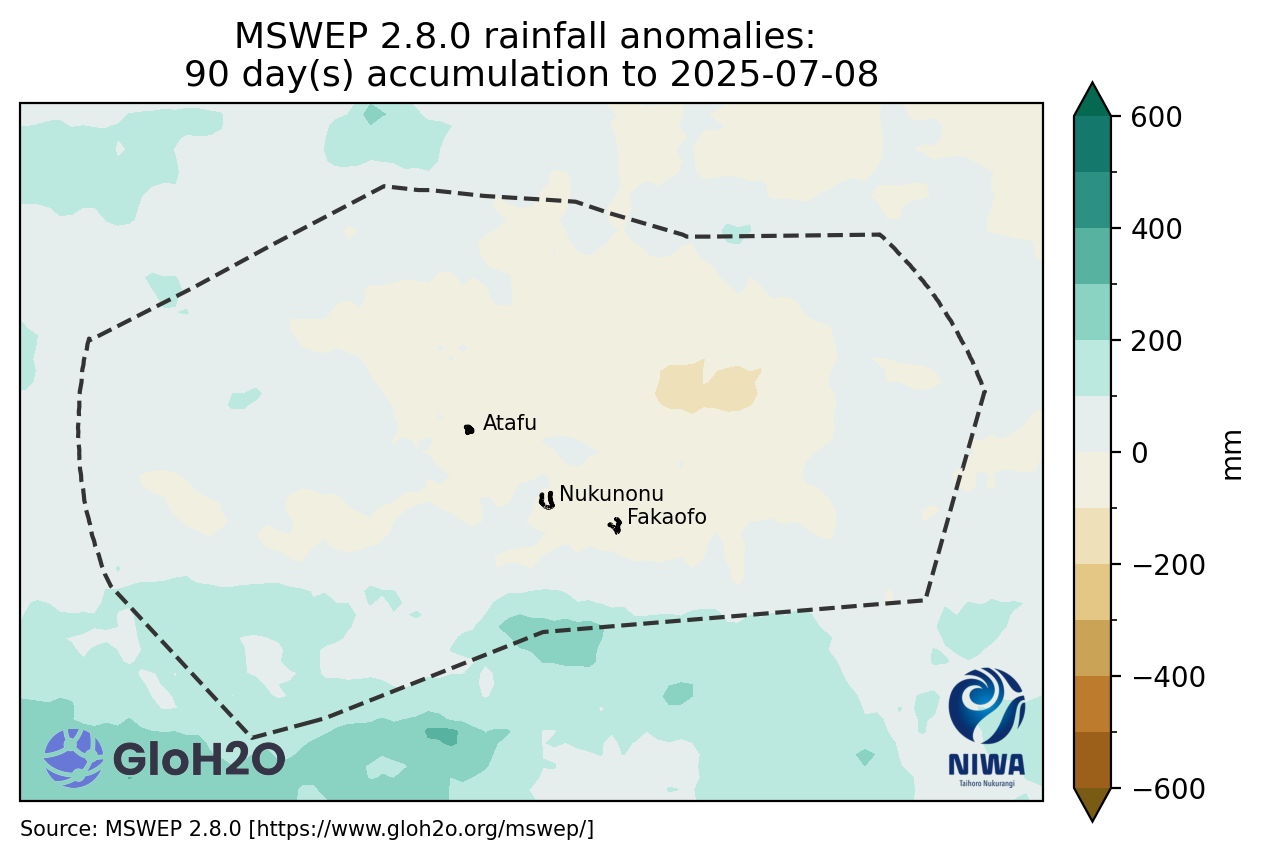 MSWEP 2.8.0 rainfall anomalies:
90 day(s) accumulation to 2025-07-08
600
400
200
0
−200
−400
−600
mm
Atafu
Nukunonu
Fakaofo
GloH2O
NIWA
Taihoro Nukurangi
Source: MSWEP 2.8.0 [https://www.gloh2o.org/mswep/]